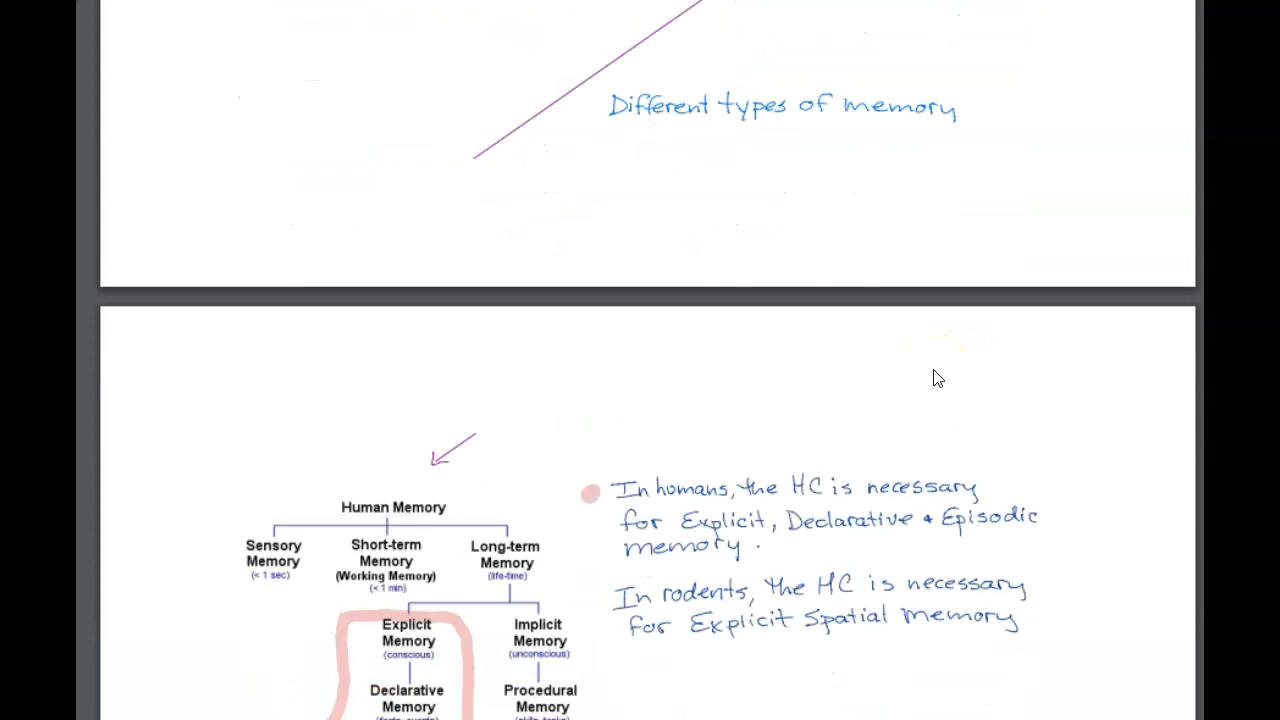 Different types of memory
In humans, the HC is necessary
for Explicit, Declarative + Episodic
memory.
In rodents, the HC is necessary
for Explicit Spatial memory
Human Memory
Sensory Memory (< 1 sec)
Short-term Memory (Working Memory) (< 1 min)
Long-term Memory (life-time)
Explicit Memory (conscious)
Implicit Memory (unconscious)
Declarative Memory
Procedural Memory